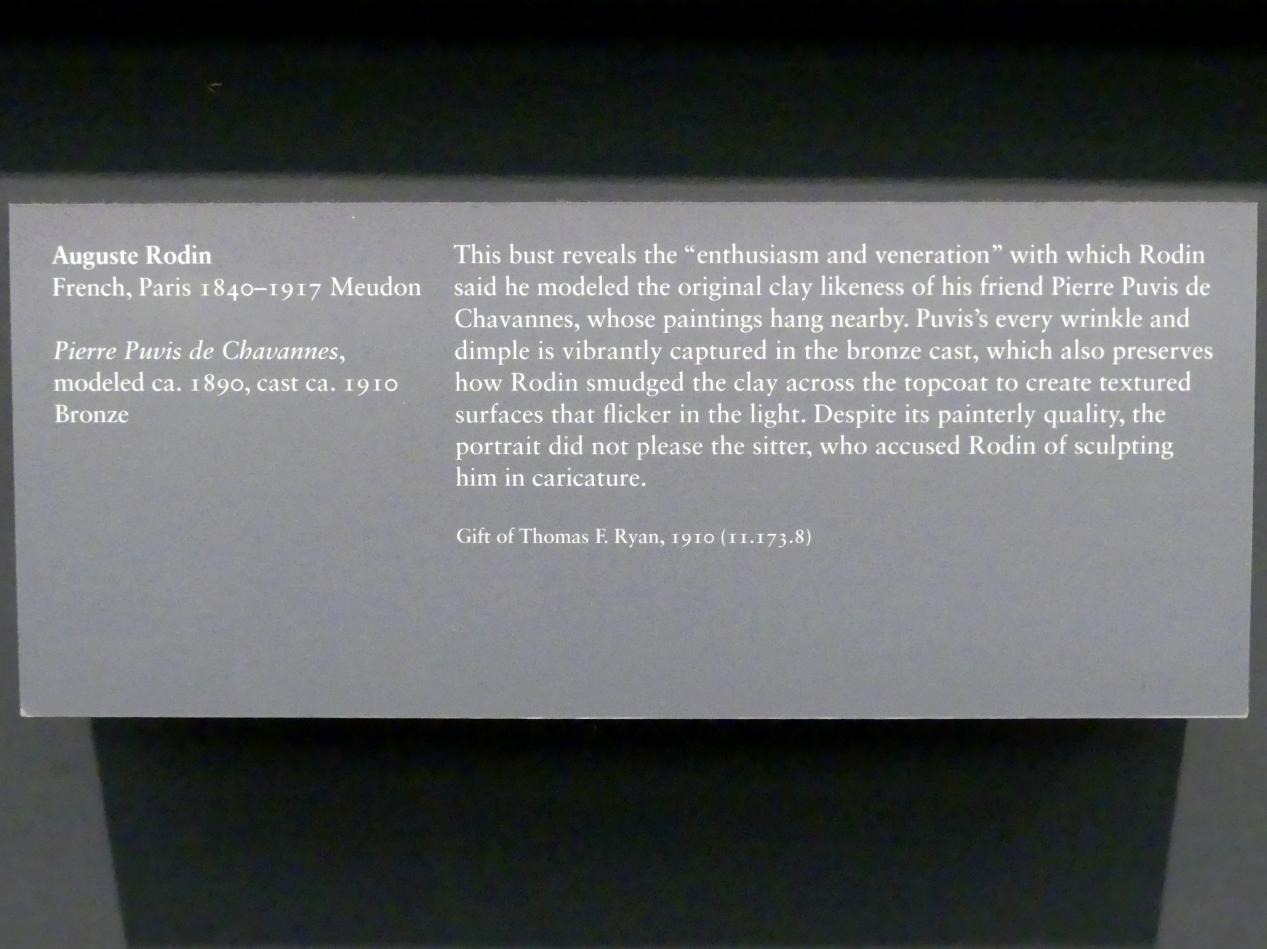 Auguste Rodin
French, Paris 1840–1917 Meudon
Pierre Puvis de Chavannes,
modeled ca. 1890, cast ca. 1910
Bronze
This bust reveals the “enthusiasm and veneration” with which Rodin
said he modeled the original clay likeness of his friend Pierre Puvis de
Chavannes, whose paintings hang nearby. Puvis’s every wrinkle and
dimple is vibrantly captured in the bronze cast, which also preserves
how Rodin smudged the clay across the topcoat to create textured
surfaces that flicker in the light. Despite its painterly quality, the
portrait did not please the sitter, who accused Rodin of sculpting
him in caricature.
Gift of Thomas F. Ryan, 1910 (11.173.8)